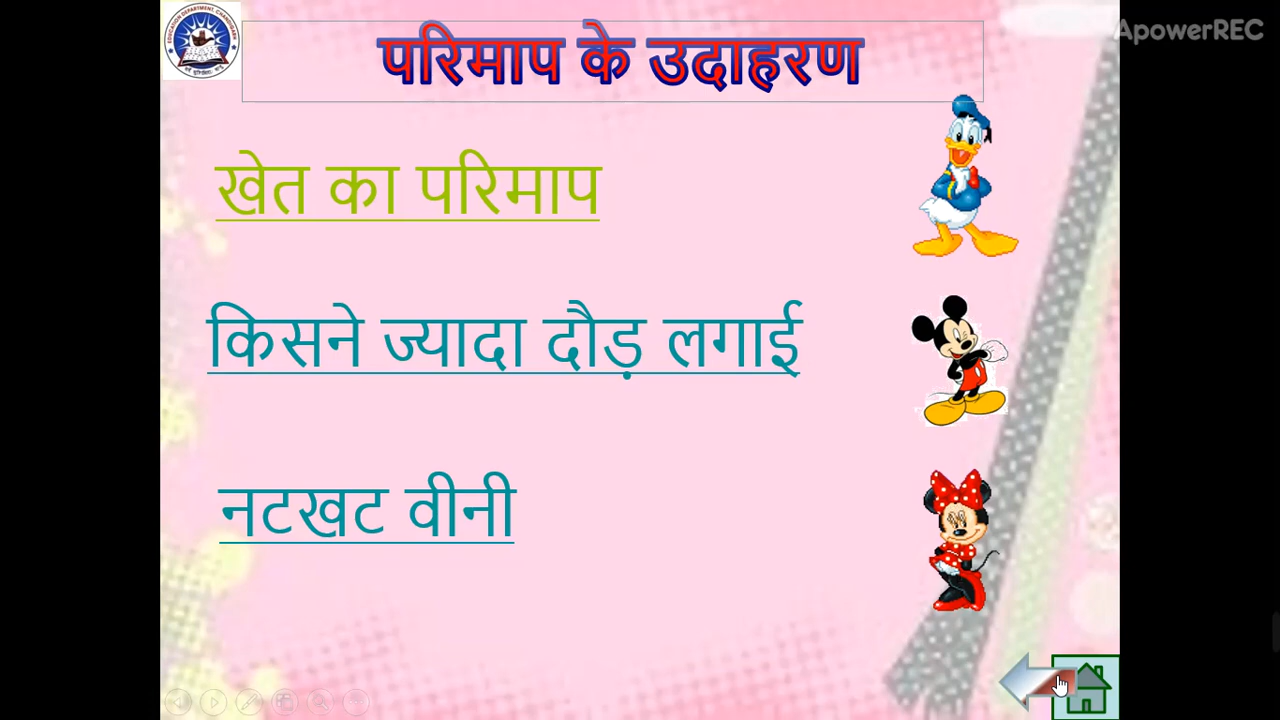 परिमाप के उदाहरण
ApowerREC
खेत का परिमाप
किसने ज्यादा दौड़ लगाई
नटखट वीनी